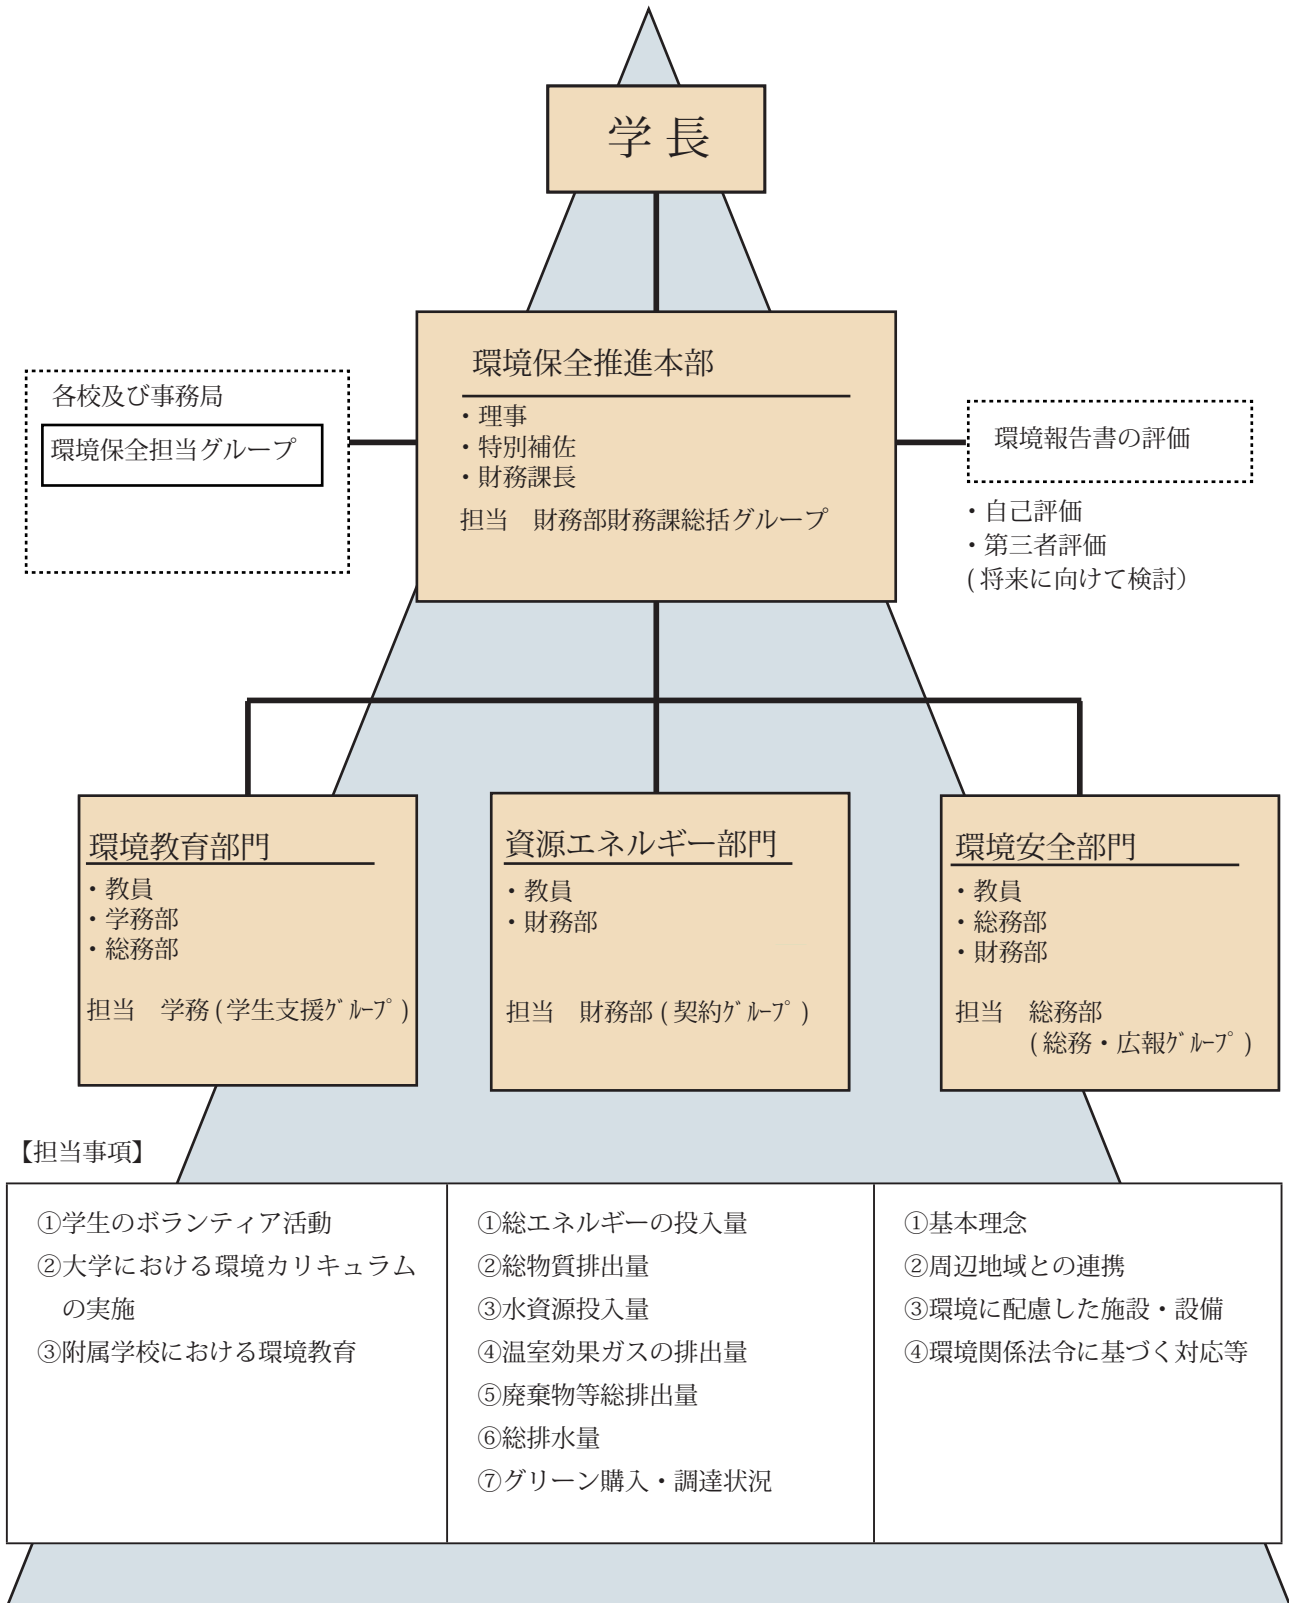 学 長
環境保全推進本部
・理事
・特別補佐
・財務課長
担当　財務部財務課総括グループ
各校及び事務局
環境保全担当グループ
環境報告書の評価
・自己評価
・第三者評価
(将来に向けて検討）
環境教育部門
・教員
・学務部
・総務部
担当　学務(学生支援ｸﾞﾙｰﾌﾟ)
資源エネルギー部門
・教員
・財務部
担当　財務部(契約ｸﾞﾙｰﾌﾟ)
環境安全部門
・教員
・総務部
・財務部
担当　総務部
(総務・広報ｸﾞﾙｰﾌﾟ)
【担当事項】
①学生のボランティア活動
②大学における環境カリキュラム
の実施
③附属学校における環境教育
①総エネルギーの投入量
②総物質排出量
③水資源投入量
④温室効果ガスの排出量
⑤廃棄物等総排出量
⑥総排水量
⑦グリーン購入・調達状況
①基本理念
②周辺地域との連携
③環境に配慮した施設・設備
④環境関係法令に基づく対応等